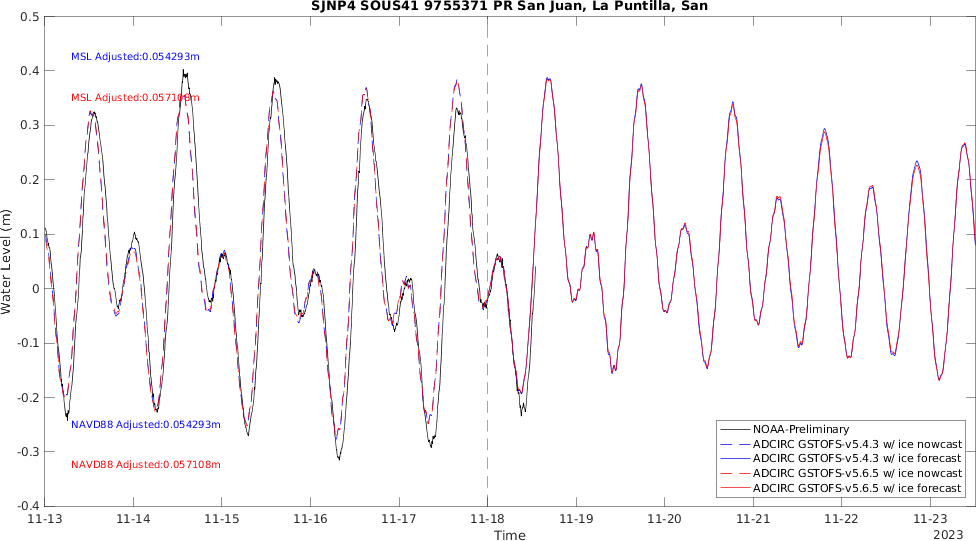 SJNP4 SOUS41 9755371 PR San Juan, La Puntilla, San
0.5
0.4
0.3
0.2
0.1
0
-0.1
-0.2
-0.3
-0.4
Water Level (m)
MSL Adjusted:0.054293m
MSL Adjusted:0.057108m
NAVD88 Adjusted:0.054293m
NAVD88 Adjusted:0.057108m
NOAA-Preliminary
ADCIRC GSTOFS-v5.4.3 w/ ice nowcast
ADCIRC GSTOFS-v5.4.3 w/ ice forecast
ADCIRC GSTOFS-v5.6.5 w/ ice nowcast
ADCIRC GSTOFS-v5.6.5 w/ ice forecast
11-13 11-14 11-15 11-16 11-17 11-18 11-19 11-20 11-21 11-22 11-23
Time
2023